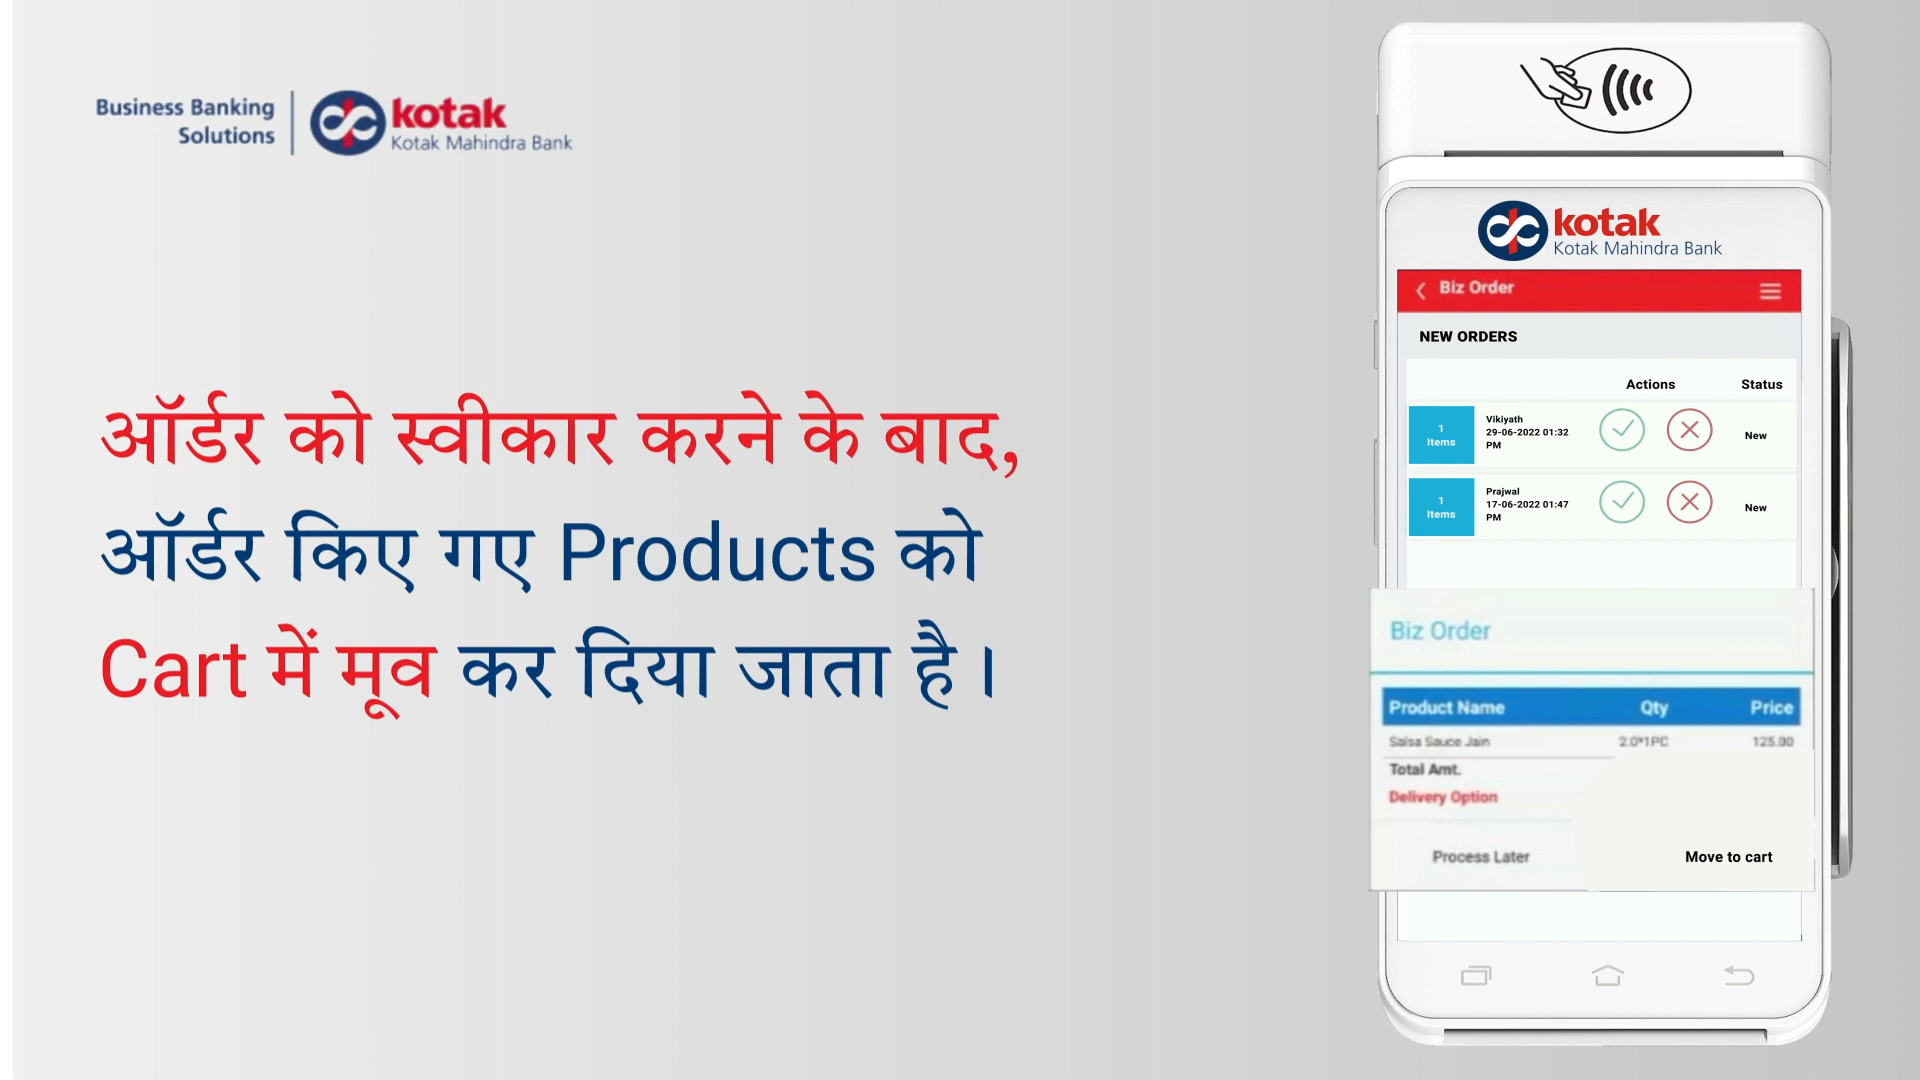 Business Banking
Solutions
kotak
Kotak Mahindra Bank
ऑर्डर को स्वीकार करने के बाद,
ऑर्डर किए गए Products को
Cart में मूव कर दिया जाता है।
kotak
Kotak Mahindra Bank
Biz Order
NEW ORDERS
Actions Status
1
Items
Vikiyath
29-06-2022 01:32
PM
New
1
Items
Prajwal
17-06-2022 01:47
PM
New
Biz Order
Product Name Qty Price
Salsa Sauce Jain 2.0*1PC 125.00
Total Amt.
Delivery Option
Process Later Move to cart